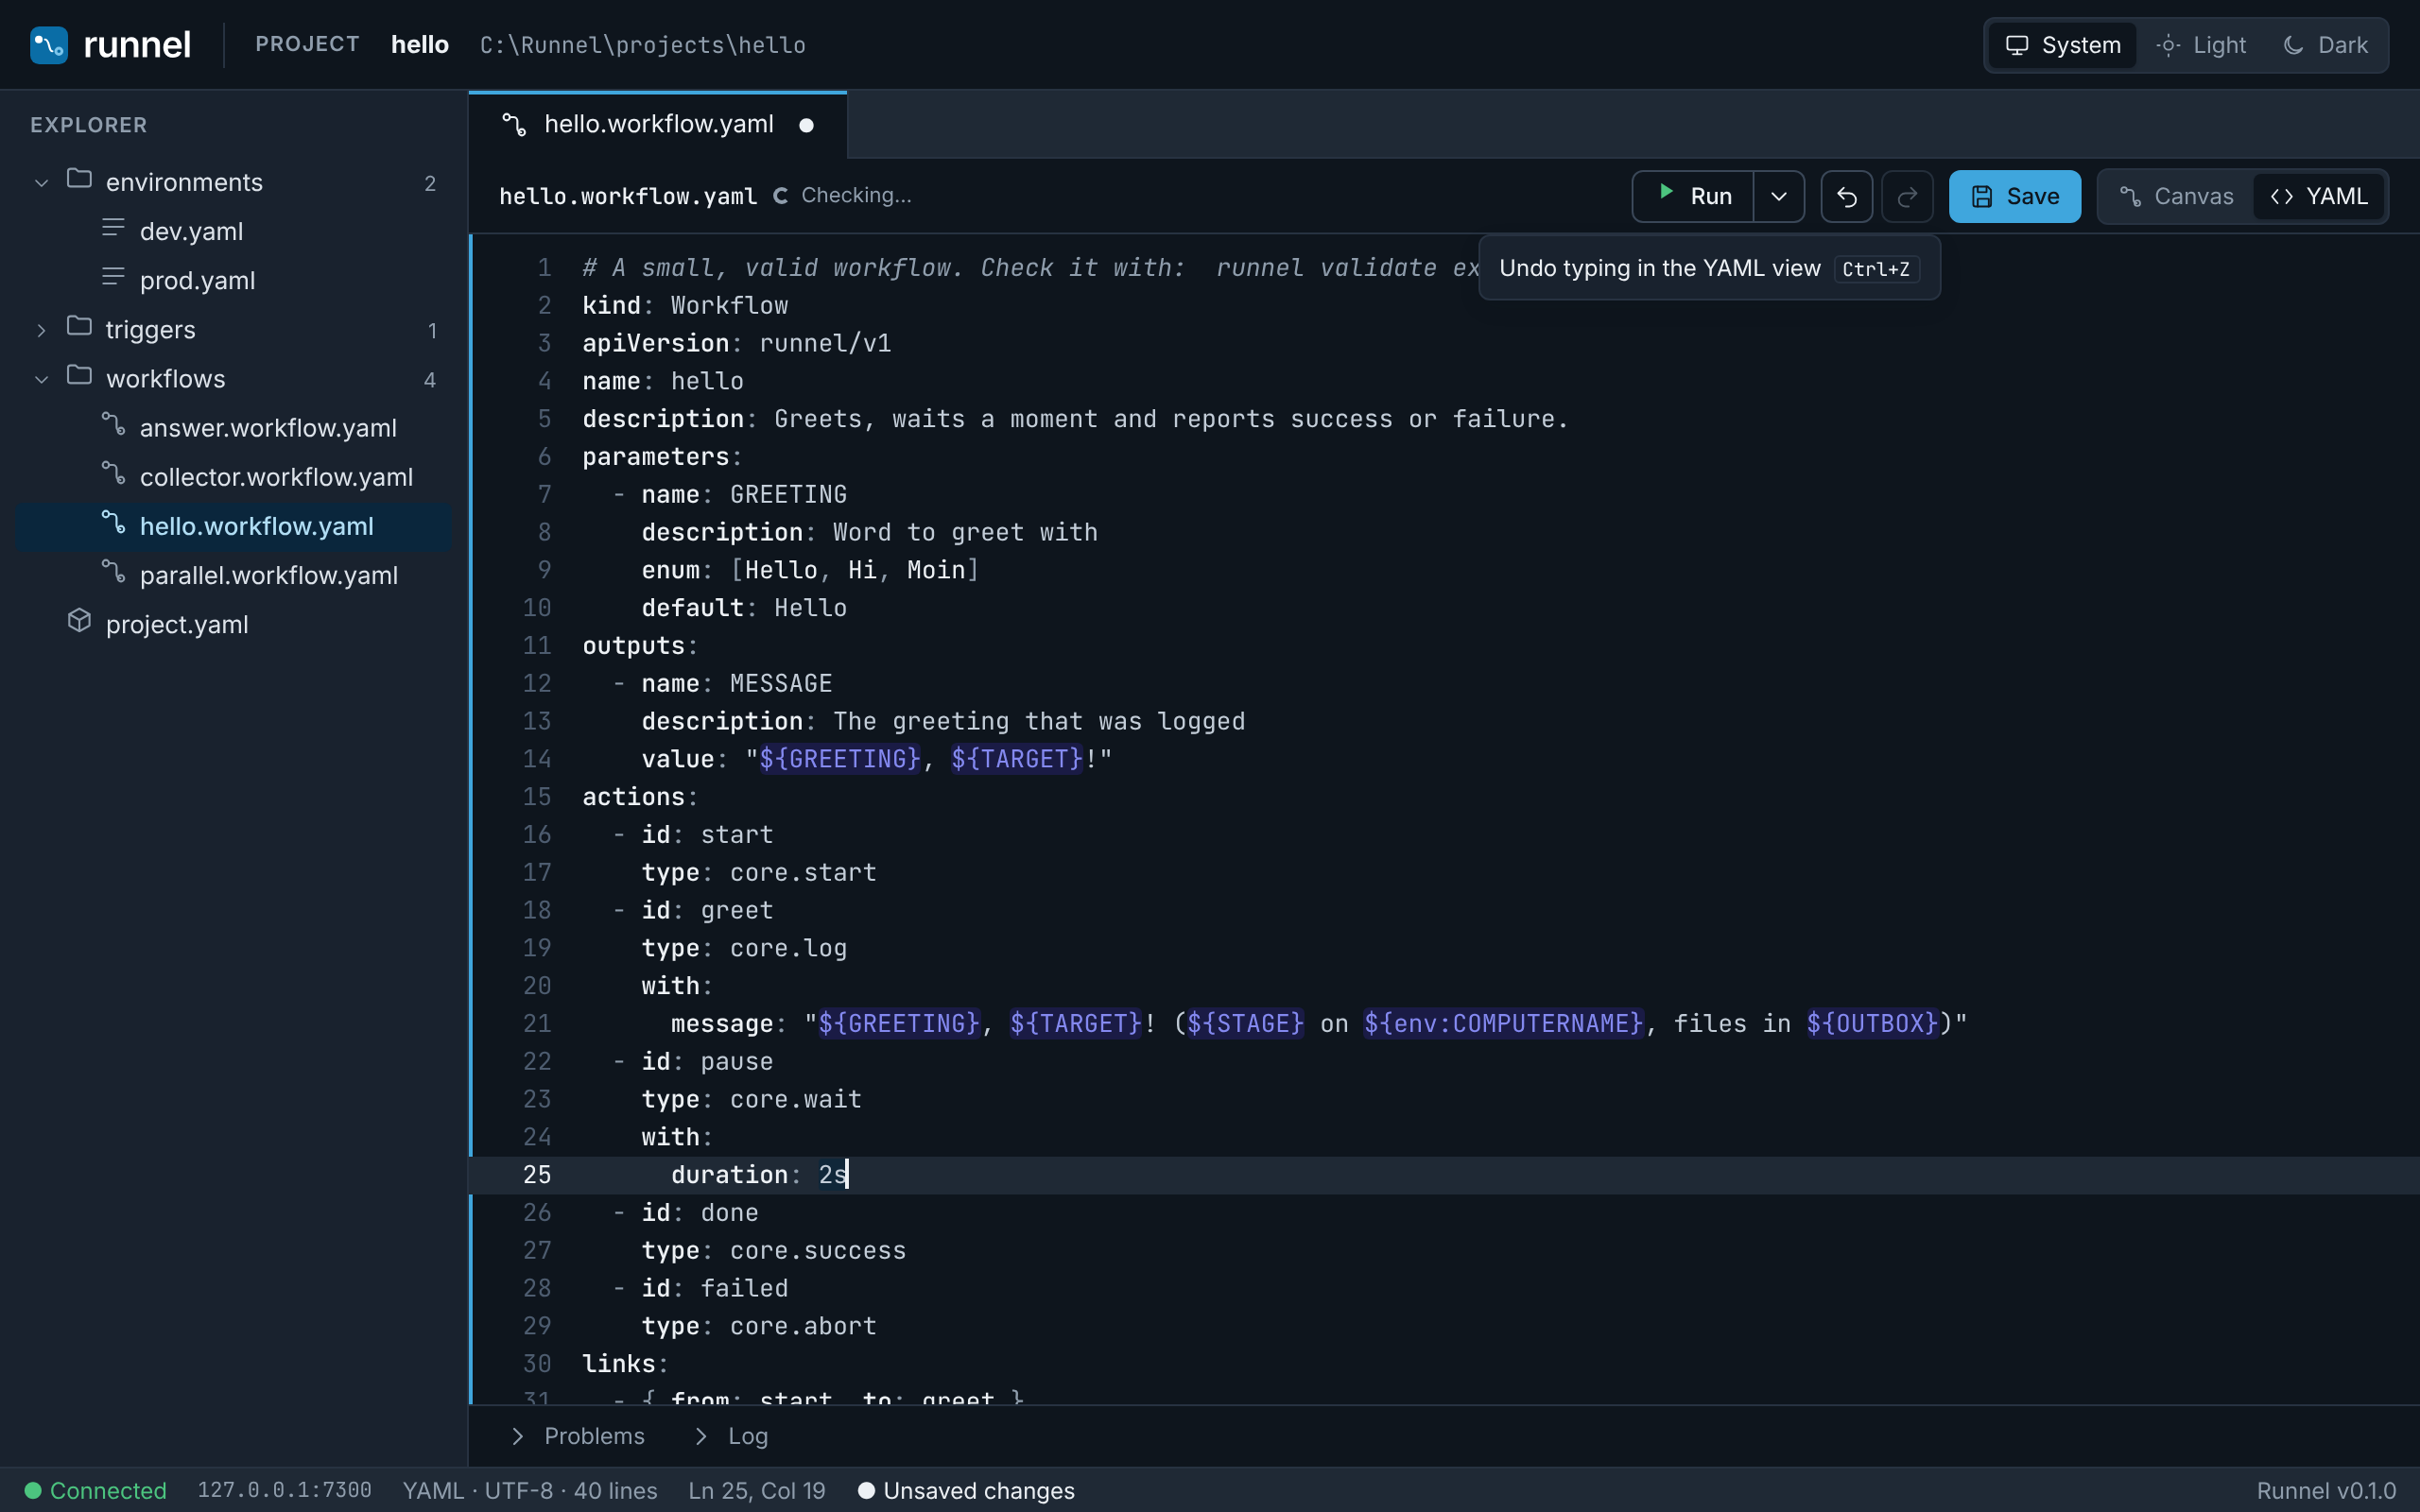 runnel PROJECT hello C:\Runnel\projects\hello System Light Dark
EXPLORER
environments 2
dev.yaml
prod.yaml
triggers 1
workflows 4
answer.workflow.yaml
collector.workflow.yaml
hello.workflow.yaml
parallel.workflow.yaml
project.yaml
hello.workflow.yaml
hello.workflow.yaml Checking... Run Save Canvas YAML
Undo typing in the YAML view Ctrl+Z
1 # A small, valid workflow. Check it with:  runnel validate ex
2 kind: Workflow
3 apiVersion: runnel/v1
4 name: hello
5 description: Greets, waits a moment and reports success or failure.
6 parameters:
7   - name: GREETING
8     description: Word to greet with
9     enum: [Hello, Hi, Moin]
10     default: Hello
11 outputs:
12   - name: MESSAGE
13     description: The greeting that was logged
14     value: "${GREETING}, ${TARGET}!"
15 actions:
16   - id: start
17     type: core.start
18   - id: greet
19     type: core.log
20     with:
21       message: "${GREETING}, ${TARGET}! (${STAGE} on ${env:COMPUTERNAME}, files in ${OUTBOX})"
22   - id: pause
23     type: core.wait
24     with:
25       duration: 2s
26   - id: done
27     type: core.success
28   - id: failed
29     type: core.abort
30 links:
31   - { from: start, to: greet }
Problems Log
Connected 127.0.0.1:7300 YAML · UTF-8 · 40 lines Ln 25, Col 19 Unsaved changes Runnel v0.1.0